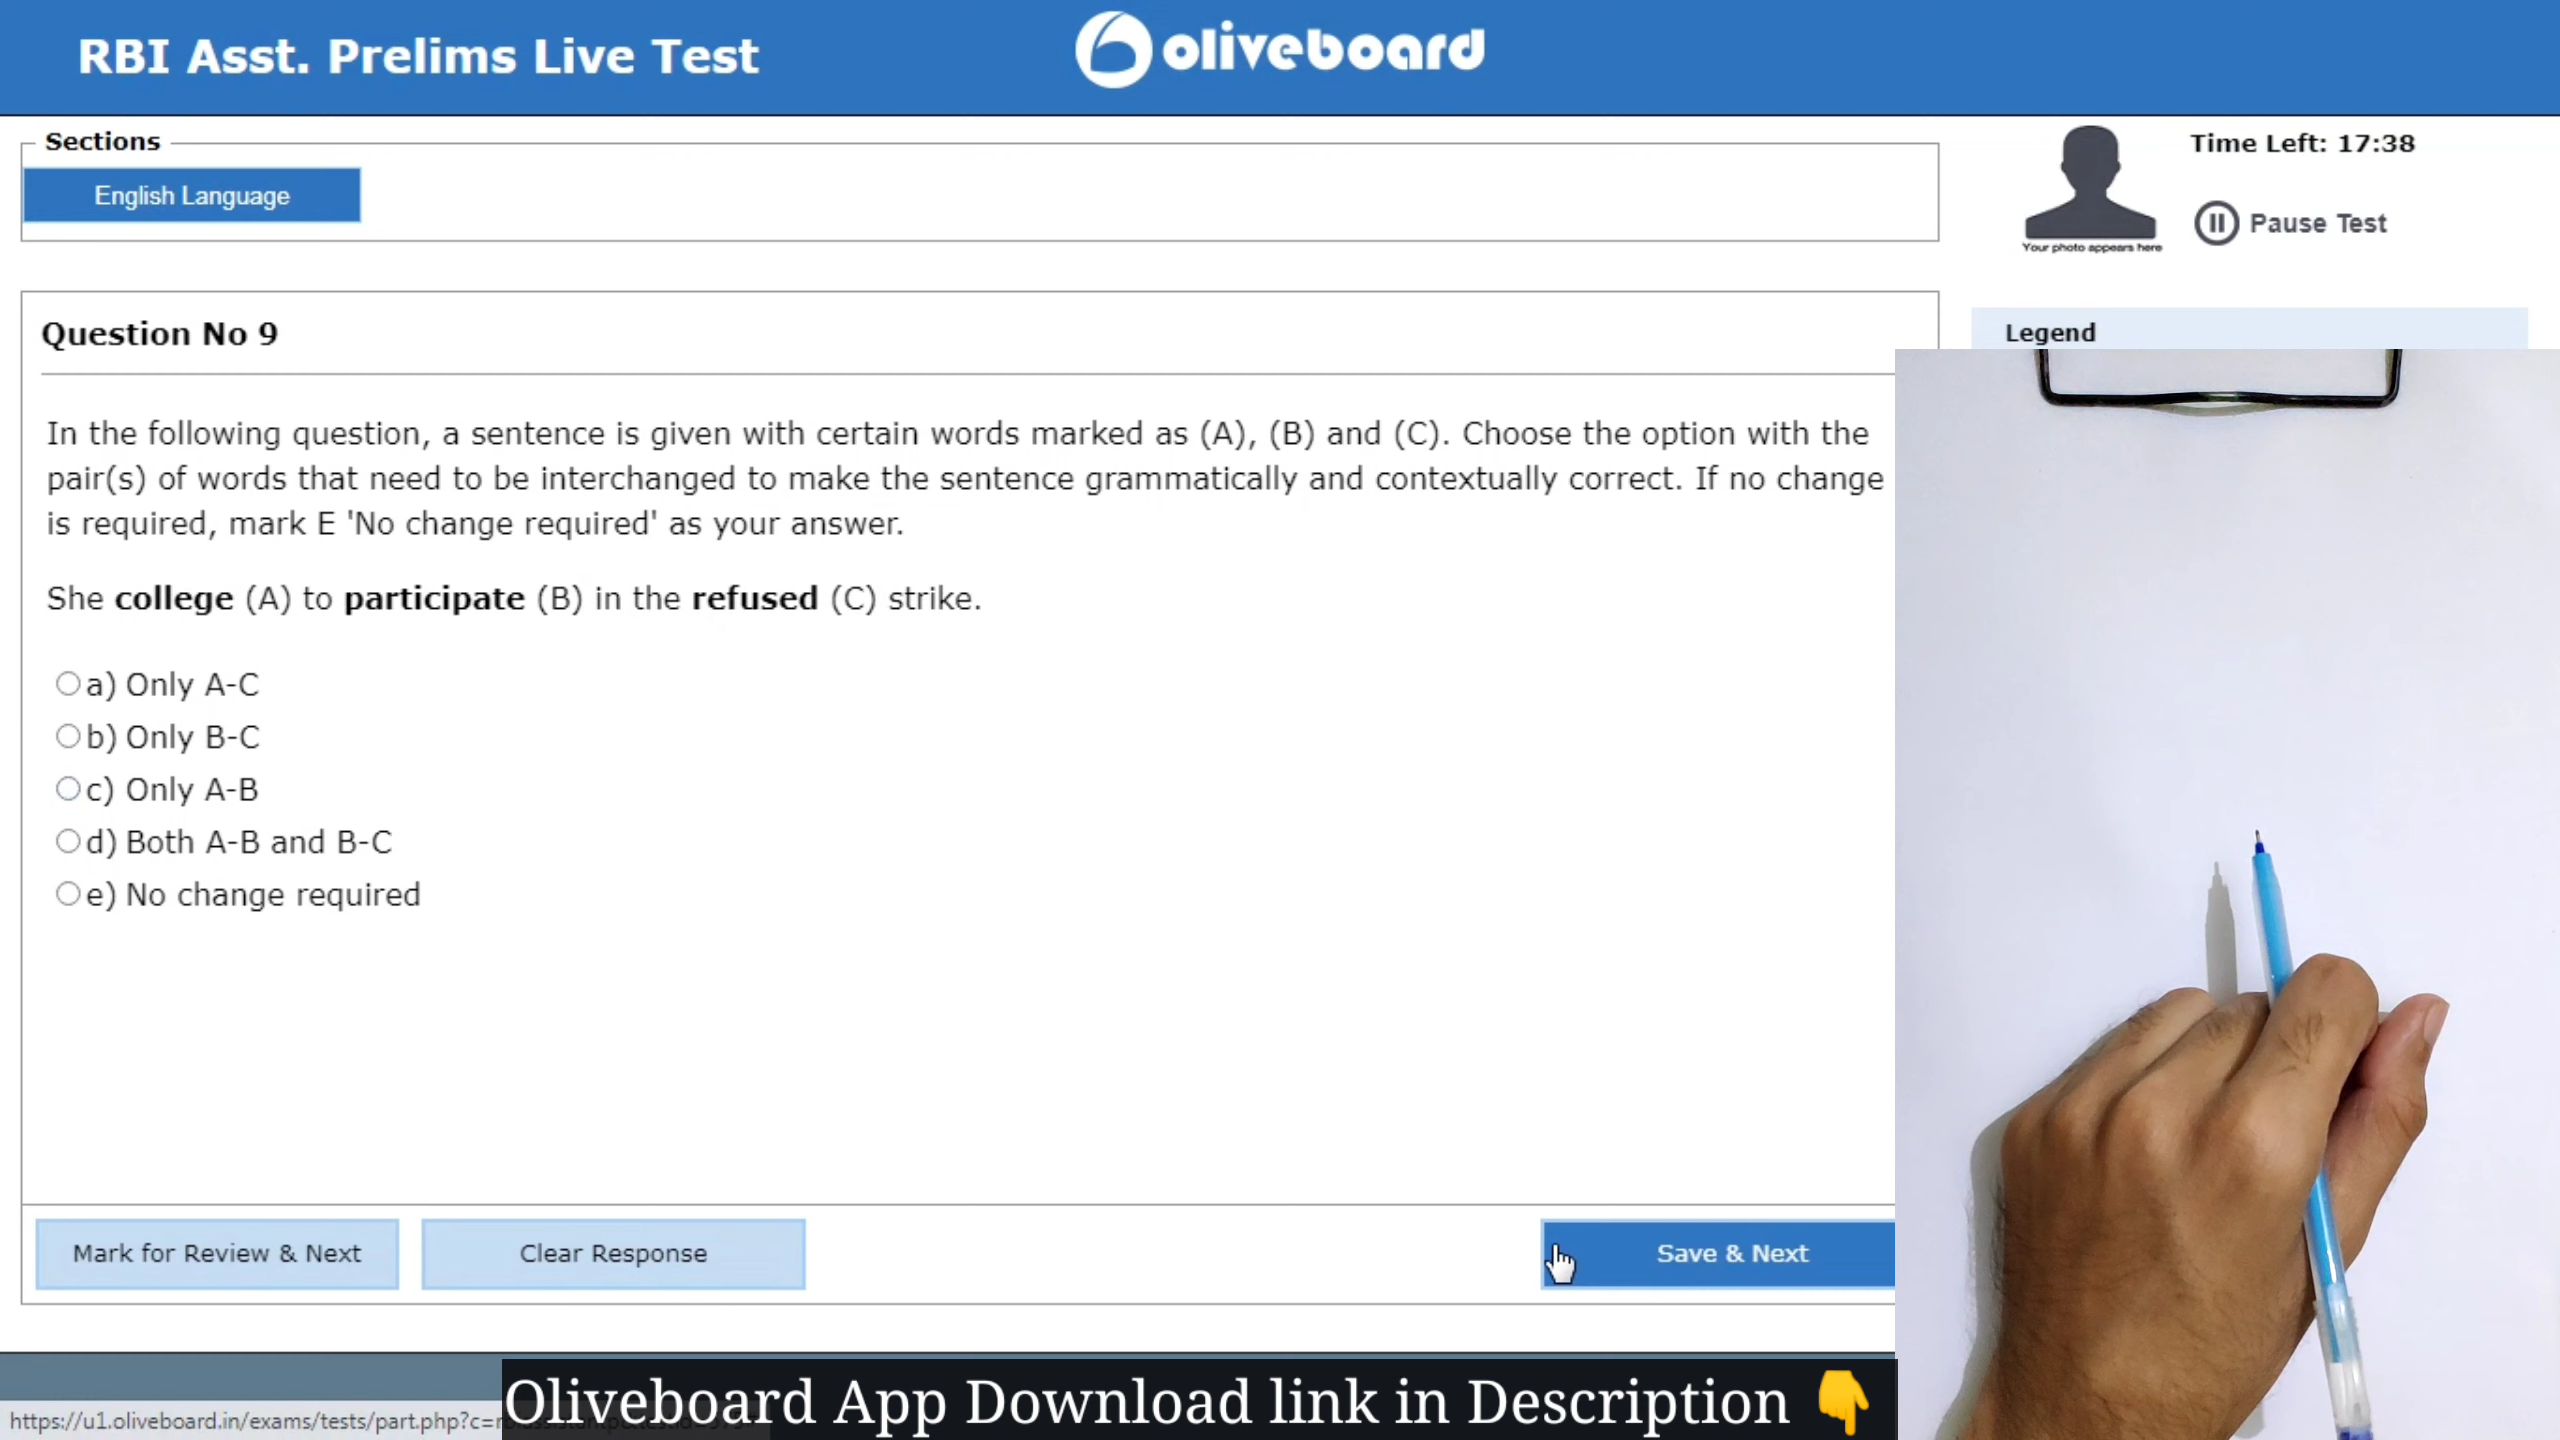 RBI Asst. Prelims Live Test
oliveboard
Sections
English Language
Time Left: 17:38
Pause Test
Your photo appears here
Question No 9
Legend
In the following question, a sentence is given with certain words marked as (A), (B) and (C). Choose the option with the
pair(s) of words that need to be interchanged to make the sentence grammatically and contextually correct. If no change
is required, mark E 'No change required' as your answer.
She college (A) to participate (B) in the refused (C) strike.
a) Only A-C
b) Only B-C
c) Only A-B
d) Both A-B and B-C
e) No change required
Mark for Review & Next
Clear Response
Save & Next
Oliveboard App Download link in Description 👇
https://u1.oliveboard.in/exams/tests/part.php?c=